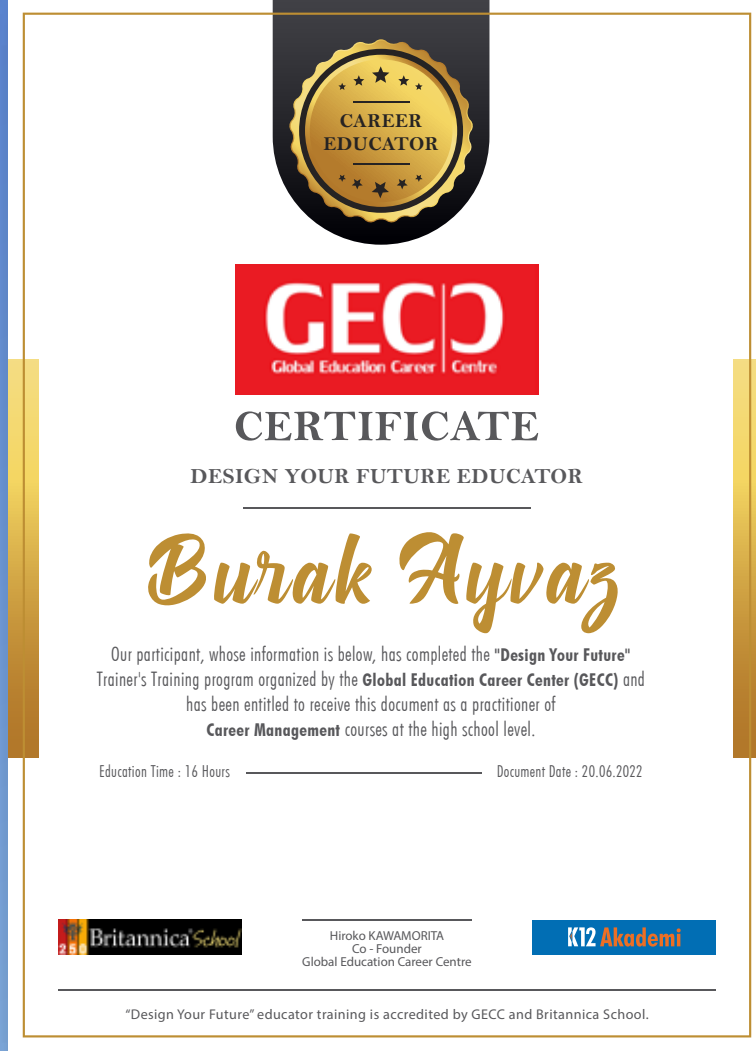 CAREER
EDUCATOR
GECC
Global Education Career Centre
CERTIFICATE
DESIGN YOUR FUTURE EDUCATOR
Burak Ayvaz
Our participant, whose information is below, has completed the "Design Your Future"
Trainer's Training program organized by the Global Education Career Center (GECC) and
has been entitled to receive this document as a practitioner of
Career Management courses at the high school level.
Education Time : 16 Hours Document Date : 20.06.2022
250 Britannica® School
Hiroko KAWAMORITA
Co - Founder
Global Education Career Centre
K12 Akademi
“Design Your Future” educator training is accredited by GECC and Britannica School.